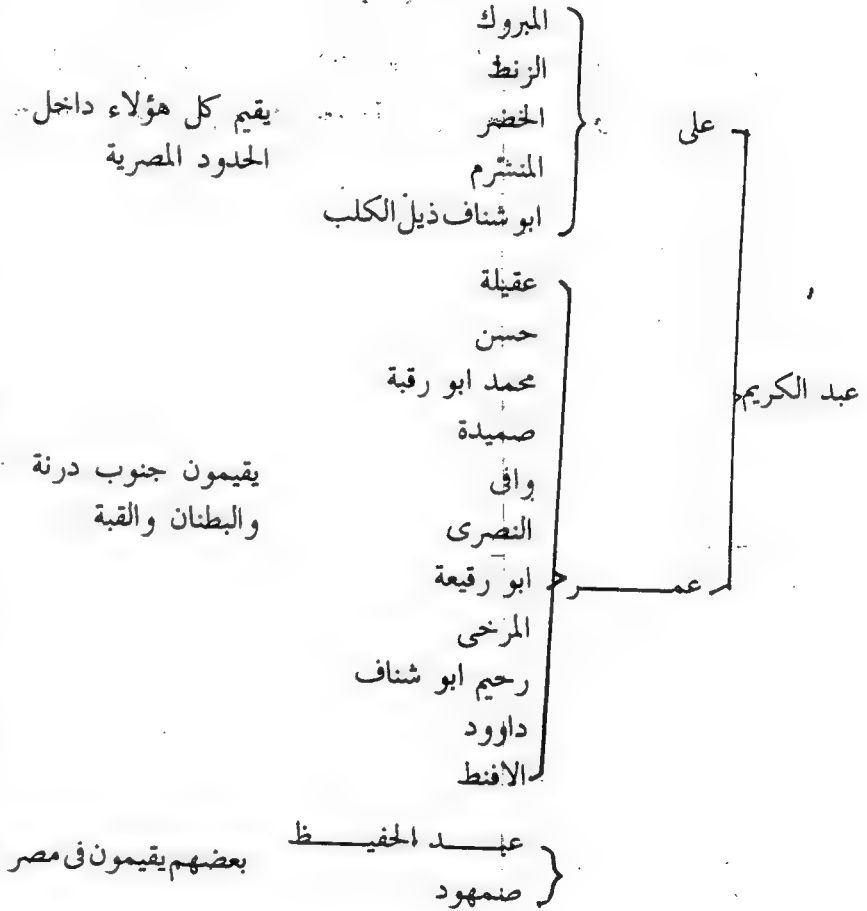 المبروك
الزنط
يقيم كل هؤلاء داخل
الخضر
على
الحدود المصرية
المنشرم
ابو شناف ذيل الكلب
عقيلة
حسن
محمد ابو رقبة
عبد الكريم
صميدة
يقيمون جنوب درنة
وافى
والبطنان والقبة
النصرى
ابو رقيعة
عمر
المرخى
رحيم ابو شناف
داوود
الافنط
عبد الحفيظ
بعضهم يقيمون فى مصر
صنمهود